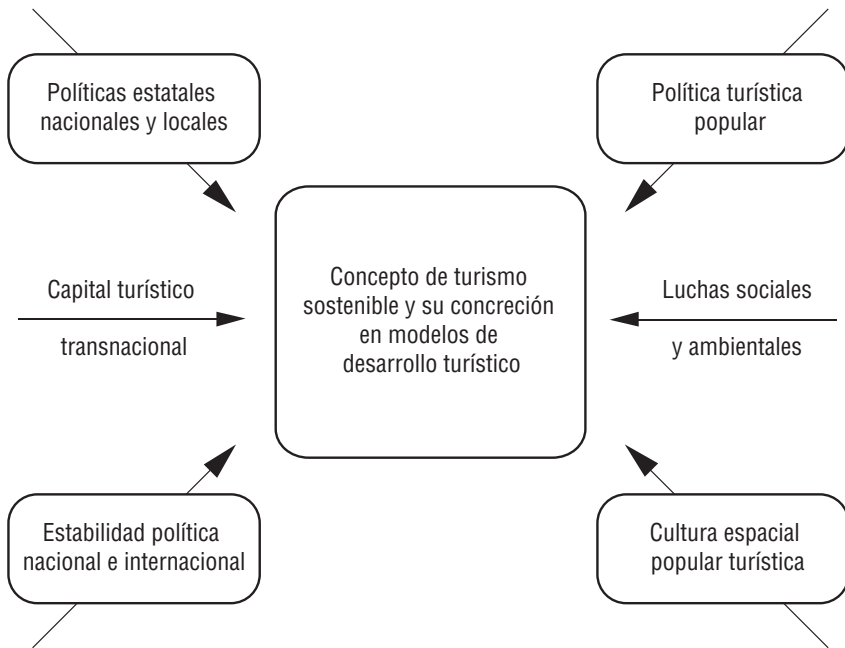 Políticas estatales
nacionales y locales
Política turística
popular
Capital turístico
transnacional
Concepto de turismo
sostenible y su concreción
en modelos de
desarrollo turístico
Luchas sociales
y ambientales
Estabilidad política
nacional e internacional
Cultura espacial
popular turística